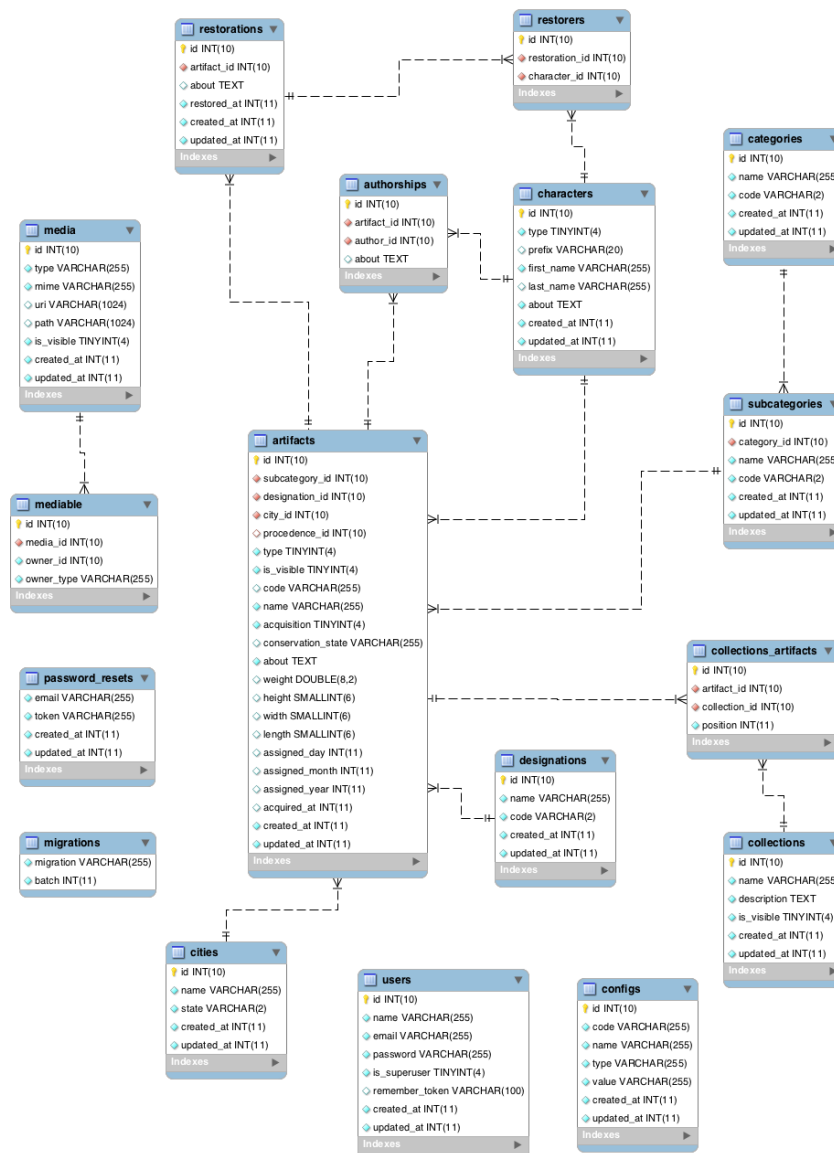 restorations
id INT(10)
artifact_id INT(10)
about TEXT
restored_at INT(11)
created_at INT(11)
updated_at INT(11)
Indexes
restorers
id INT(10)
restoration_id INT(10)
character_id INT(10)
Indexes
categories
id INT(10)
name VARCHAR(255
code VARCHAR(2)
created_at INT(11)
updated_at INT(11)
Indexes
authorships
id INT(10)
artifact_id INT(10)
author_id INT(10)
about TEXT
Indexes
characters
id INT(10)
type TINYINT(4)
prefix VARCHAR(20)
first_name VARCHAR(255)
last_name VARCHAR(255)
about TEXT
created_at INT(11)
updated_at INT(11)
Indexes
media
id INT(10)
type VARCHAR(255)
mime VARCHAR(255)
uri VARCHAR(1024)
path VARCHAR(1024)
is_visible TINYINT(4)
created_at INT(11)
updated_at INT(11)
Indexes
subcategories
id INT(10)
category_id INT(10)
name VARCHAR(255
code VARCHAR(2)
created_at INT(11)
updated_at INT(11)
Indexes
artifacts
id INT(10)
subcategory_id INT(10)
designation_id INT(10)
city_id INT(10)
procedence_id INT(10)
type TINYINT(4)
is_visible TINYINT(4)
code VARCHAR(255)
name VARCHAR(255)
acquisition TINYINT(4)
conservation_state VARCHAR(255)
about TEXT
weight DOUBLE(8,2)
height SMALLINT(6)
width SMALLINT(6)
length SMALLINT(6)
assigned_day INT(11)
assigned_month INT(11)
assigned_year INT(11)
acquired_at INT(11)
created_at INT(11)
updated_at INT(11)
Indexes
mediable
id INT(10)
media_id INT(10)
owner_id INT(10)
owner_type VARCHAR(255)
Indexes
collections_artifacts
id INT(10)
artifact_id INT(10)
collection_id INT(10)
position INT(11)
Indexes
password_resets
email VARCHAR(255)
token VARCHAR(255)
created_at INT(11)
updated_at INT(11)
Indexes
designations
id INT(10)
name VARCHAR(255)
code VARCHAR(2)
created_at INT(11)
updated_at INT(11)
Indexes
migrations
migration VARCHAR(255)
batch INT(11)
collections
id INT(10)
name VARCHAR(255
description TEXT
is_visible TINYINT(4)
created_at INT(11)
updated_at INT(11)
Indexes
cities
id INT(10)
name VARCHAR(255)
state VARCHAR(2)
created_at INT(11)
updated_at INT(11)
Indexes
users
id INT(10)
name VARCHAR(255)
email VARCHAR(255)
password VARCHAR(255)
is_superuser TINYINT(4)
remember_token VARCHAR(100)
created_at INT(11)
updated_at INT(11)
Indexes
configs
id INT(10)
code VARCHAR(255)
name VARCHAR(255)
type VARCHAR(255)
value VARCHAR(255)
created_at INT(11)
updated_at INT(11)
Indexes